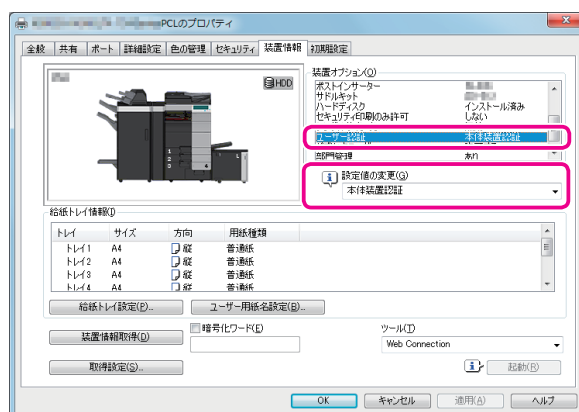 PCLのプロパティ
全般 共有 ポート 詳細設定 色の管理 セキュリティ 装置情報 初期設定
HDD
装置オプション(O)
ポストインサーター
サドルキット
ハードディスク インストール済み
セキュリティ印刷のみ許可 しない
ユーザー認証 本体装置認証
部門管理 あり
設定値の変更(G)
本体装置認証
給紙トレイ情報(I)
トレイ サイズ 方向 用紙種類
トレイ1 A4 縦 普通紙
トレイ2 A4 縦 普通紙
トレイ3 A4 縦 普通紙
トレイ4 A4 縦 普通紙
給紙トレイ設定(P)... ユーザー用紙名設定(B)...
装置情報取得(D) 暗号化ワード(E) ツール(T)
Web Connection
取得設定(S)... 起動(R)
OK キャンセル 適用(A) ヘルプ